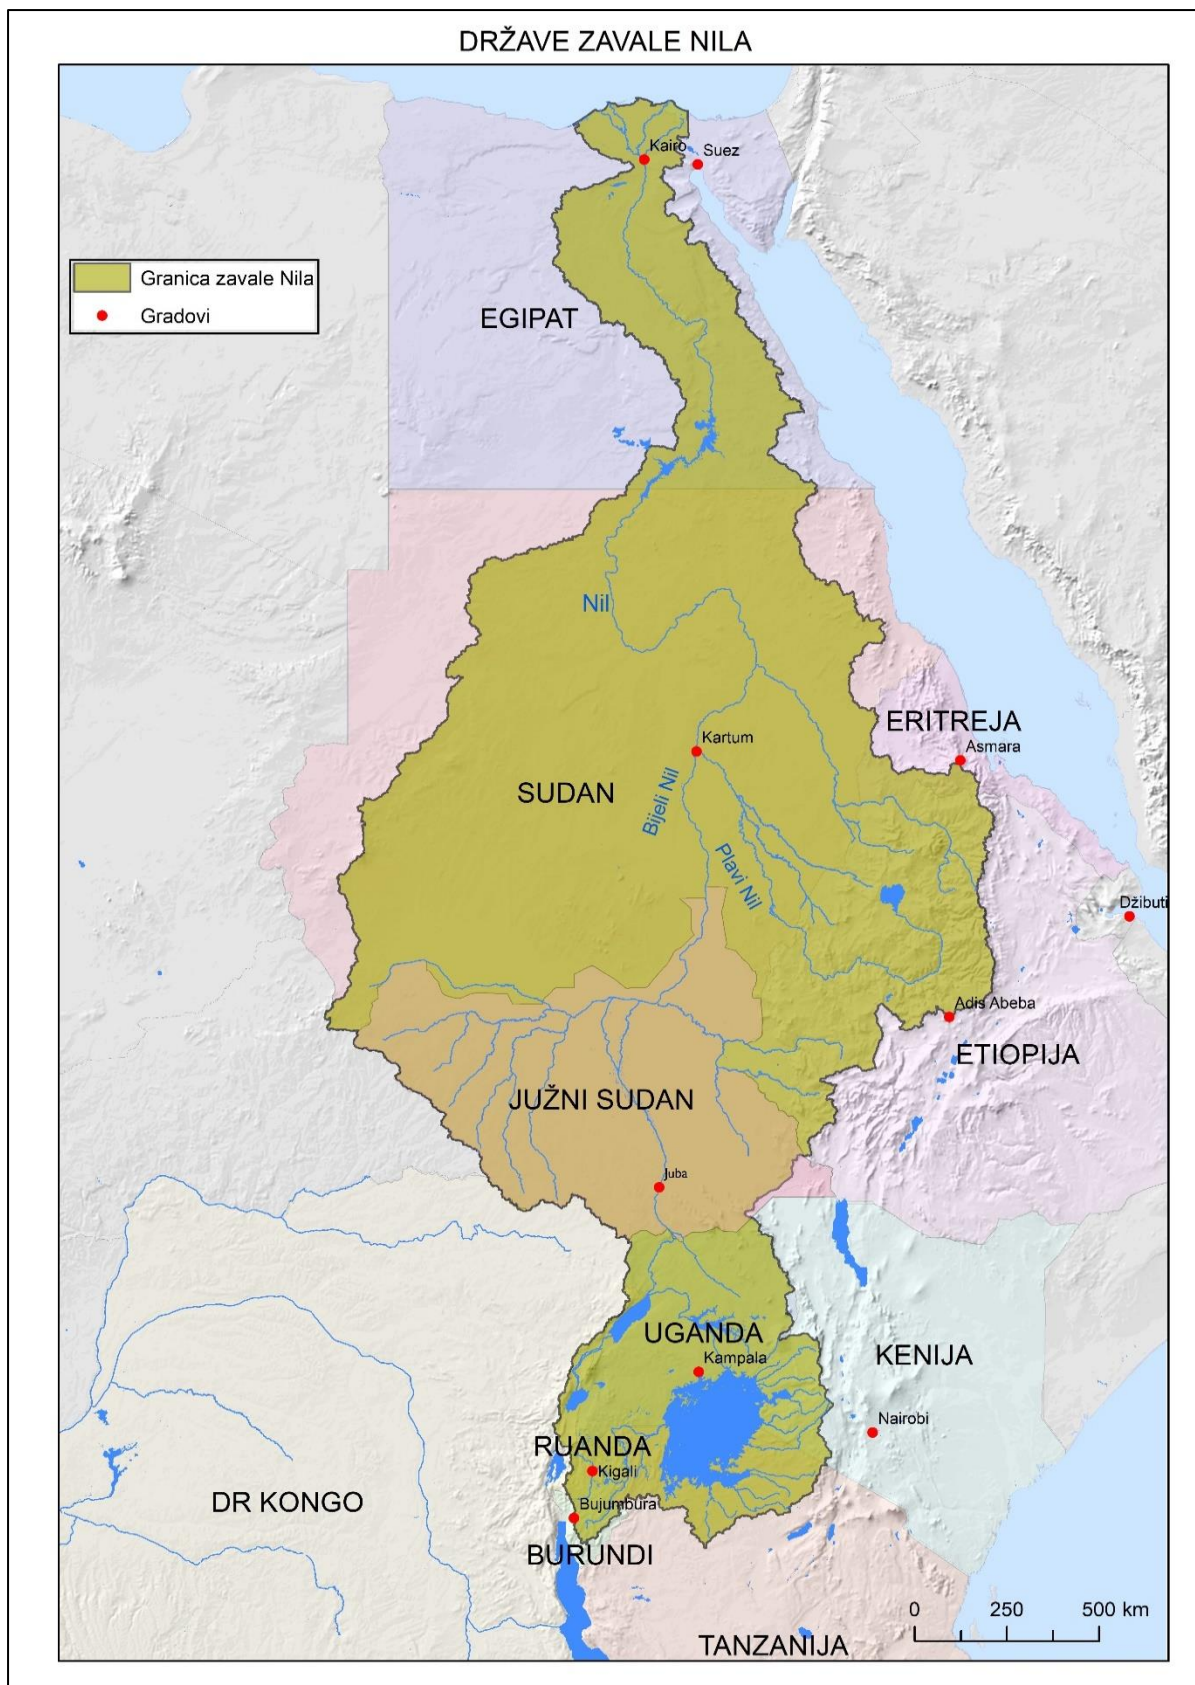 DRŽAVE ZAVALE NILA
Kairo
Suez
Granica zavale Nila
Gradovi
EGIPAT
Nil
ERITREJA
Asmara
Kartum
SUDAN
Bijeli Nil
Plavi Nil
Džibuti
Adis Abeba
ETIOPIJA
JUŽNI SUDAN
Juba
UGANDA
Kampala
KENIJA
Nairobi
RUANDA
Kigali
DR KONGO
Bujumbura
BURUNDI
0 250 500 km
TANZANIJA